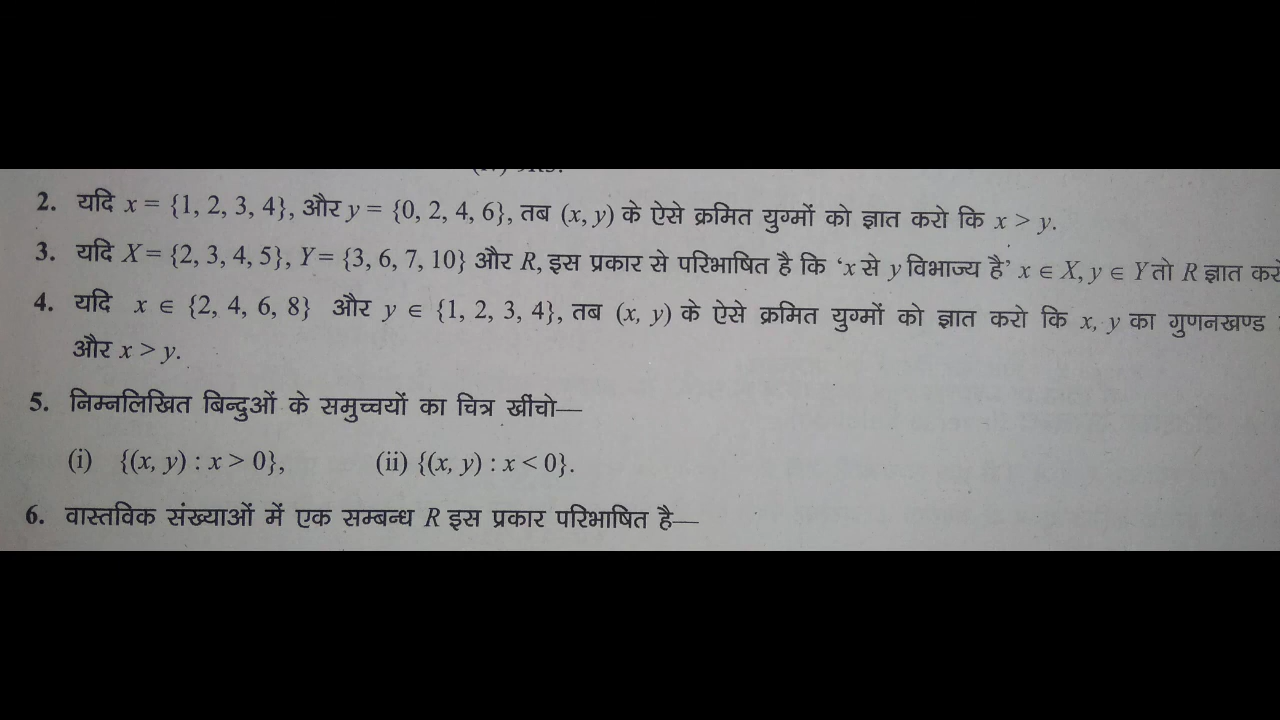 2. यदि x = {1, 2, 3, 4}, और y = {0, 2, 4, 6}, तब (x, y) के ऐसे क्रमित युग्मों को ज्ञात करो कि x > y.
3. यदि X = {2, 3, 4, 5}, Y = {3, 6, 7, 10} और R, इस प्रकार से परिभाषित है कि ‘x से y विभाज्य है’ x ∈ X, y ∈ Y तो R ज्ञात
4. यदि x ∈ {2, 4, 6, 8} और y ∈ {1, 2, 3, 4}, तब (x, y) के ऐसे क्रमित युग्मों को ज्ञात करो कि x, y का गुणनखण्ड
और x > y.
5. निम्नलिखित बिन्दुओं के समुच्चयों का चित्र खींचो—
(i) {(x, y) : x > 0}, (ii) {(x, y) : x < 0}.
6. वास्तविक संख्याओं में एक सम्बन्ध R इस प्रकार परिभाषित है—